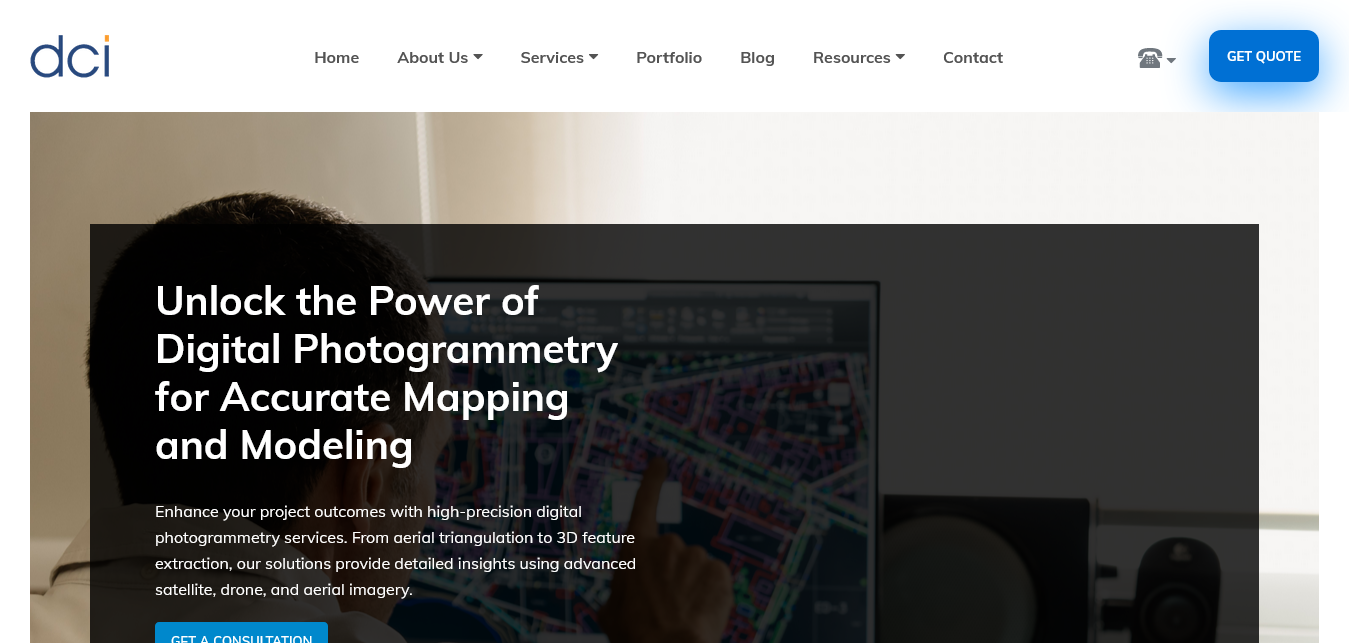 dci
Home
About Us
Services
Portfolio
Blog
Resources
Contact
GET QUOTE
Unlock the Power of
Digital Photogrammetry
for Accurate Mapping
and Modeling
Enhance your project outcomes with high-precision digital
photogrammetry services. From aerial triangulation to 3D feature
extraction, our solutions provide detailed insights using advanced
satellite, drone, and aerial imagery.
GET A CONSULTATION